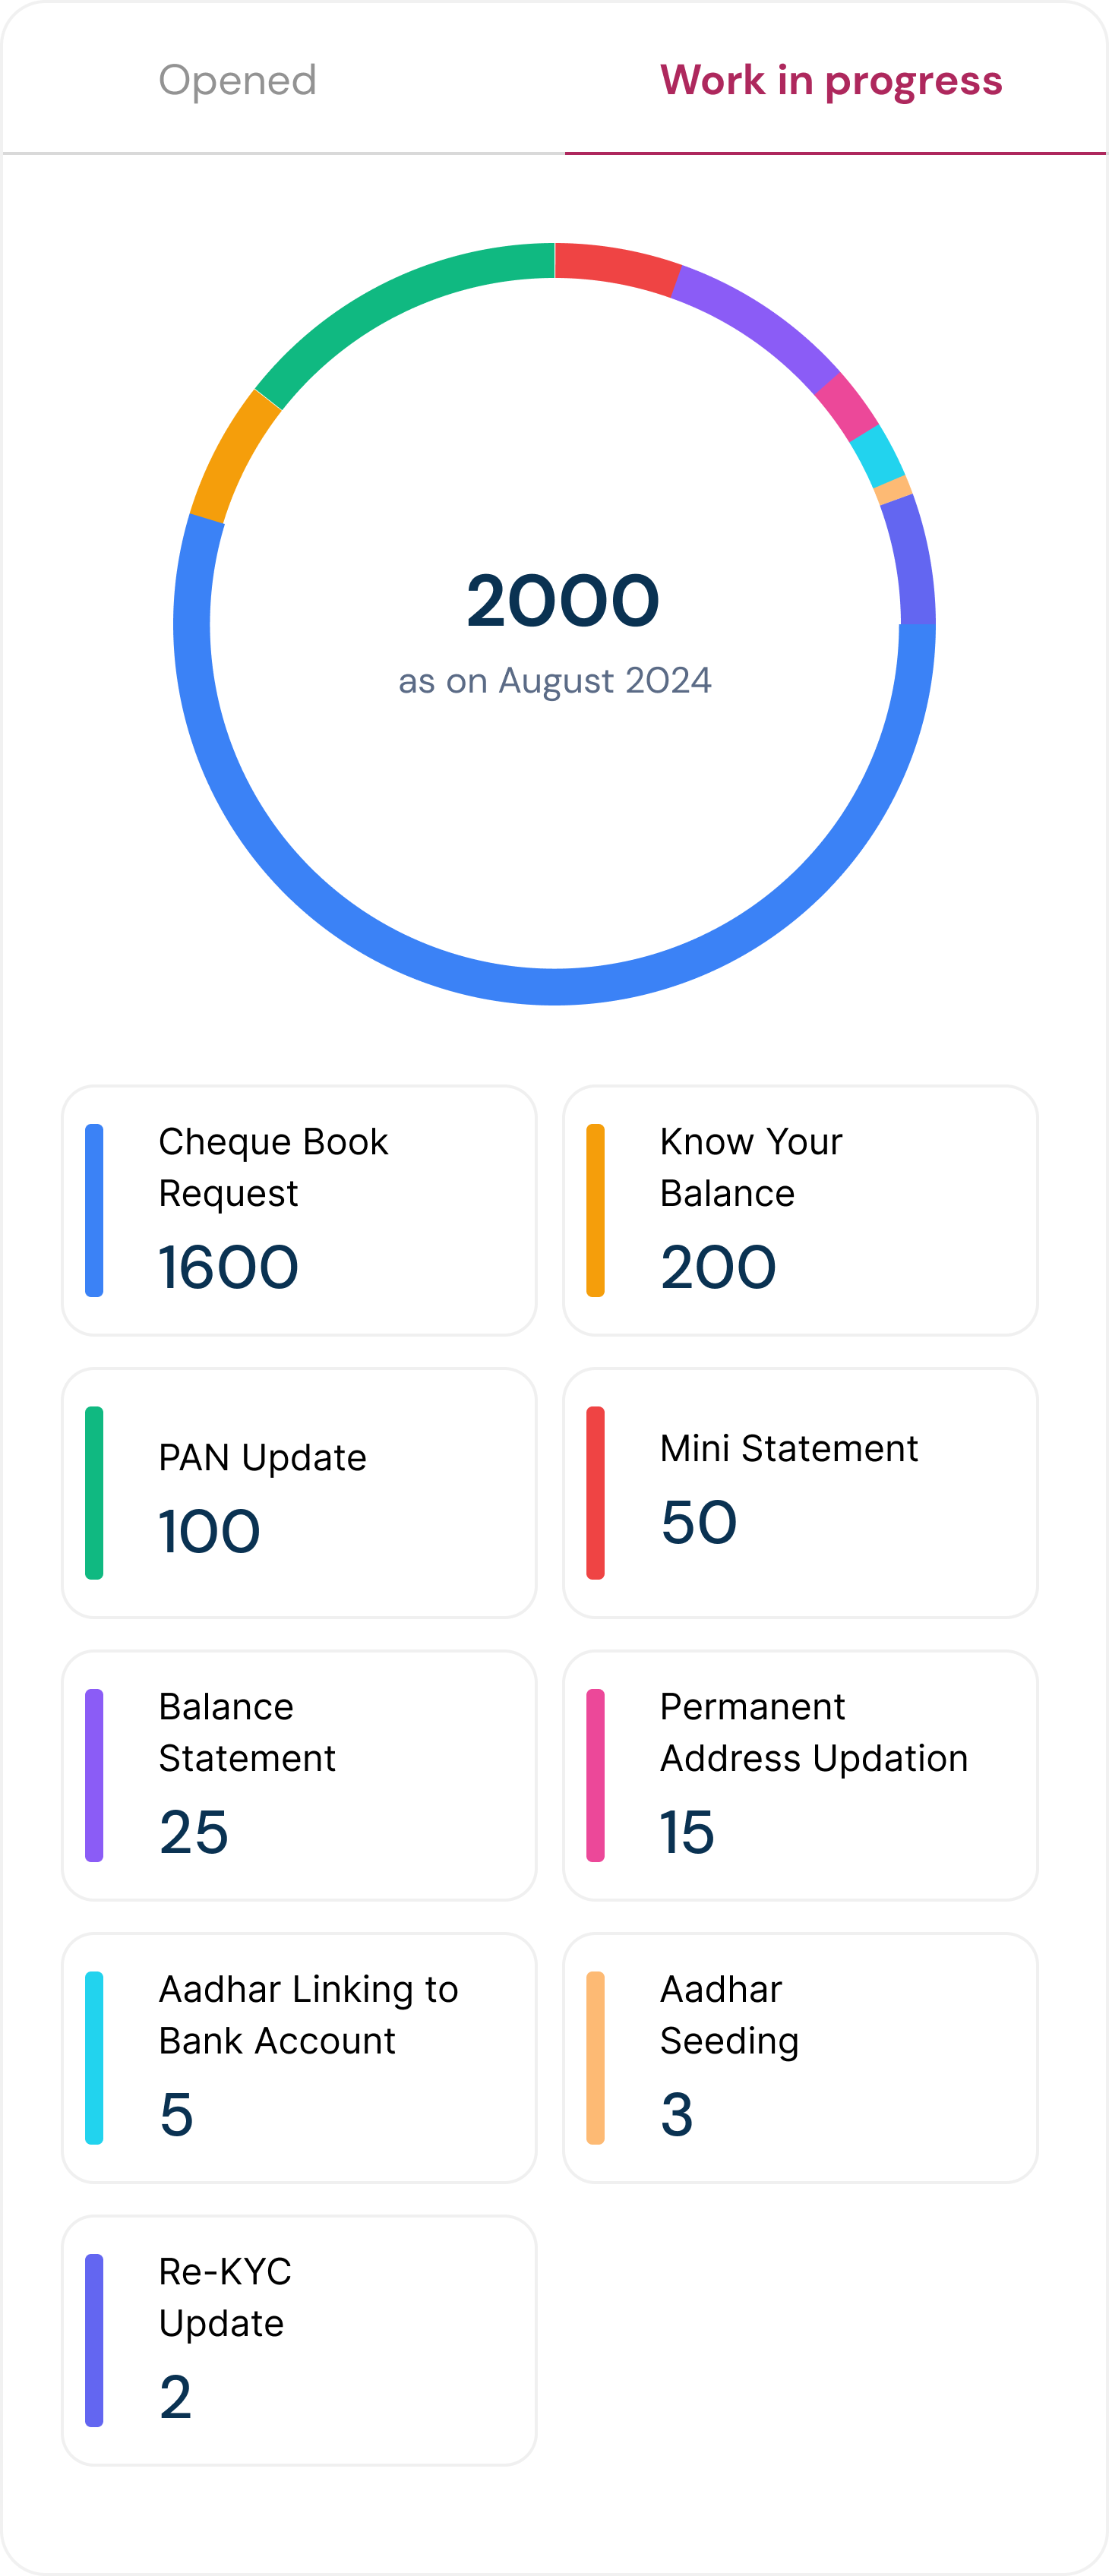 Opened
Work in progress
2000
as on August 2024
Cheque Book
Request
1600
Know Your
Balance
200
PAN Update
100
Mini Statement
50
Balance
Statement
25
Permanent
Address Updation
15
Aadhar Linking to
Bank Account
5
Aadhar
Seeding
3
Re-KYC
Update
2